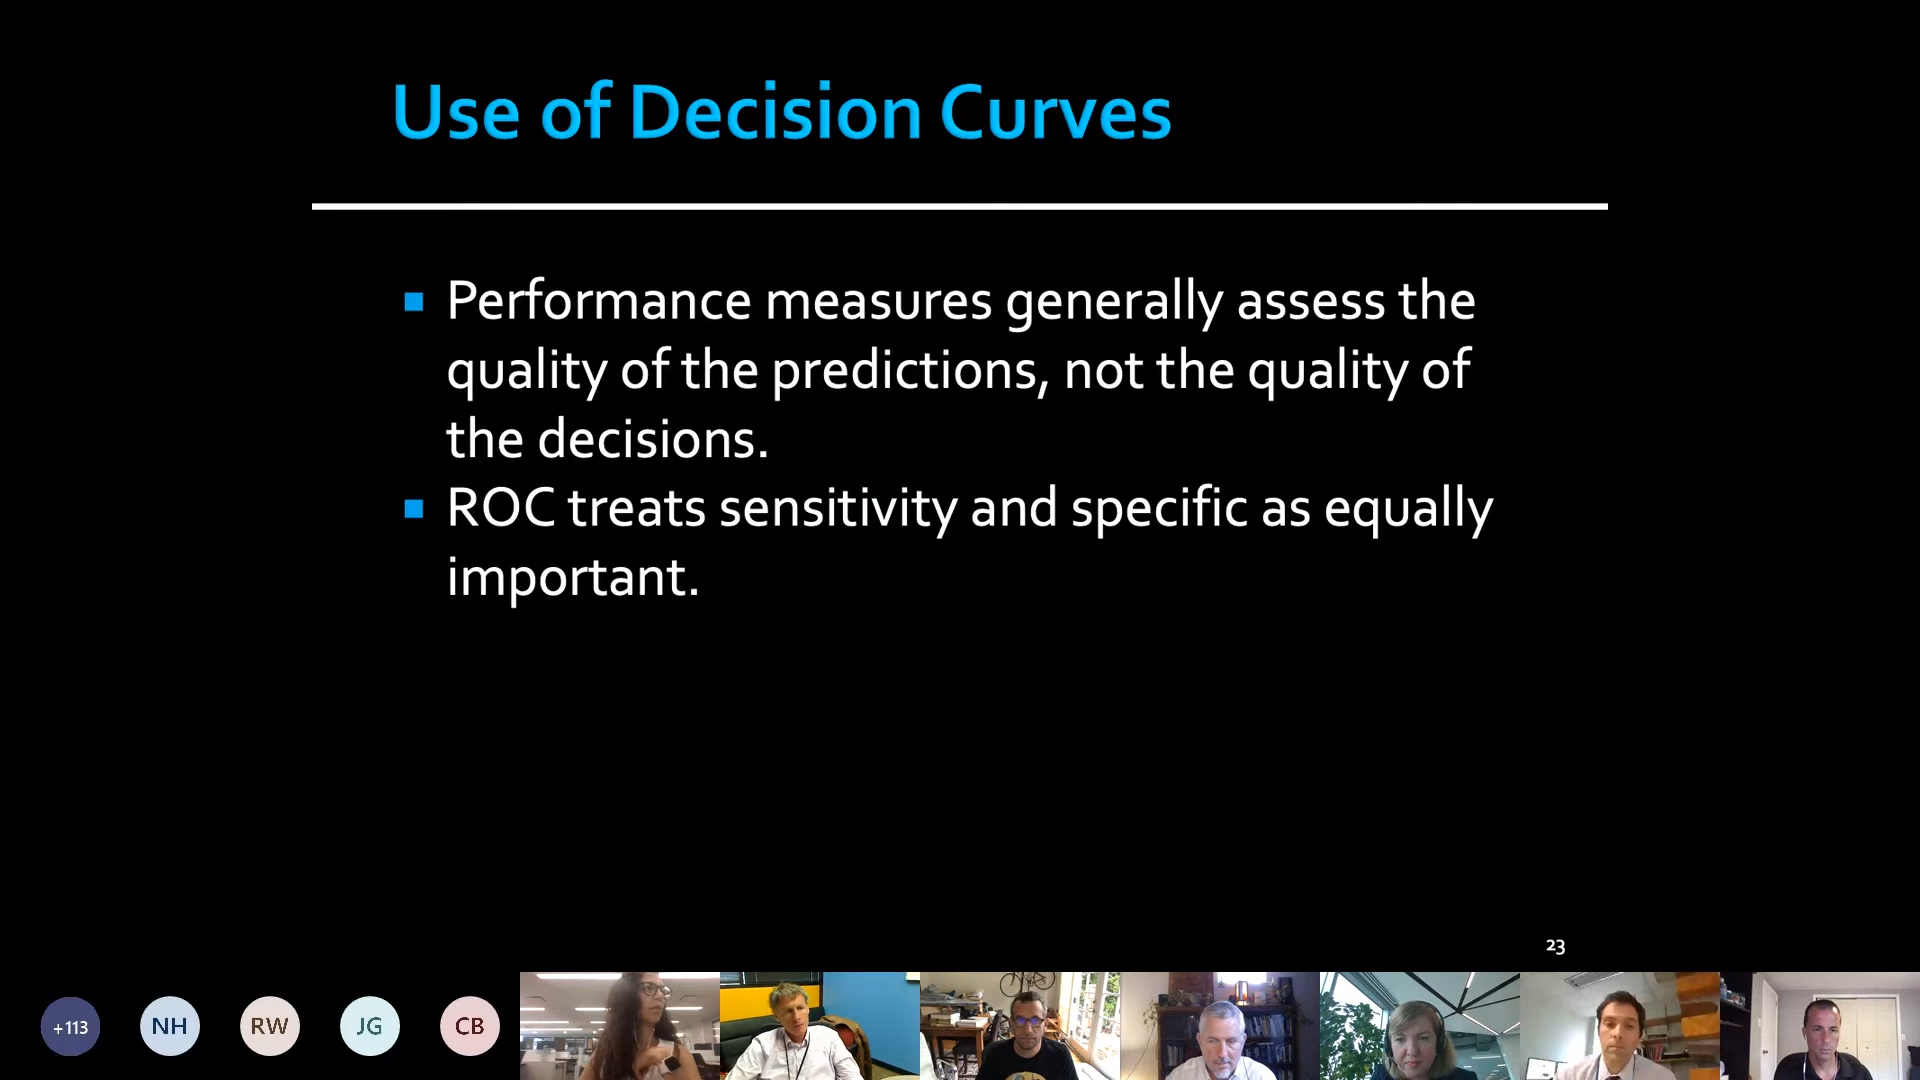 Use of Decision Curves
Performance measures generally assess the
quality of the predictions, not the quality of
the decisions.
ROC treats sensitivity and specific as equally
important.
23
+113
NH
RW
JG
CB